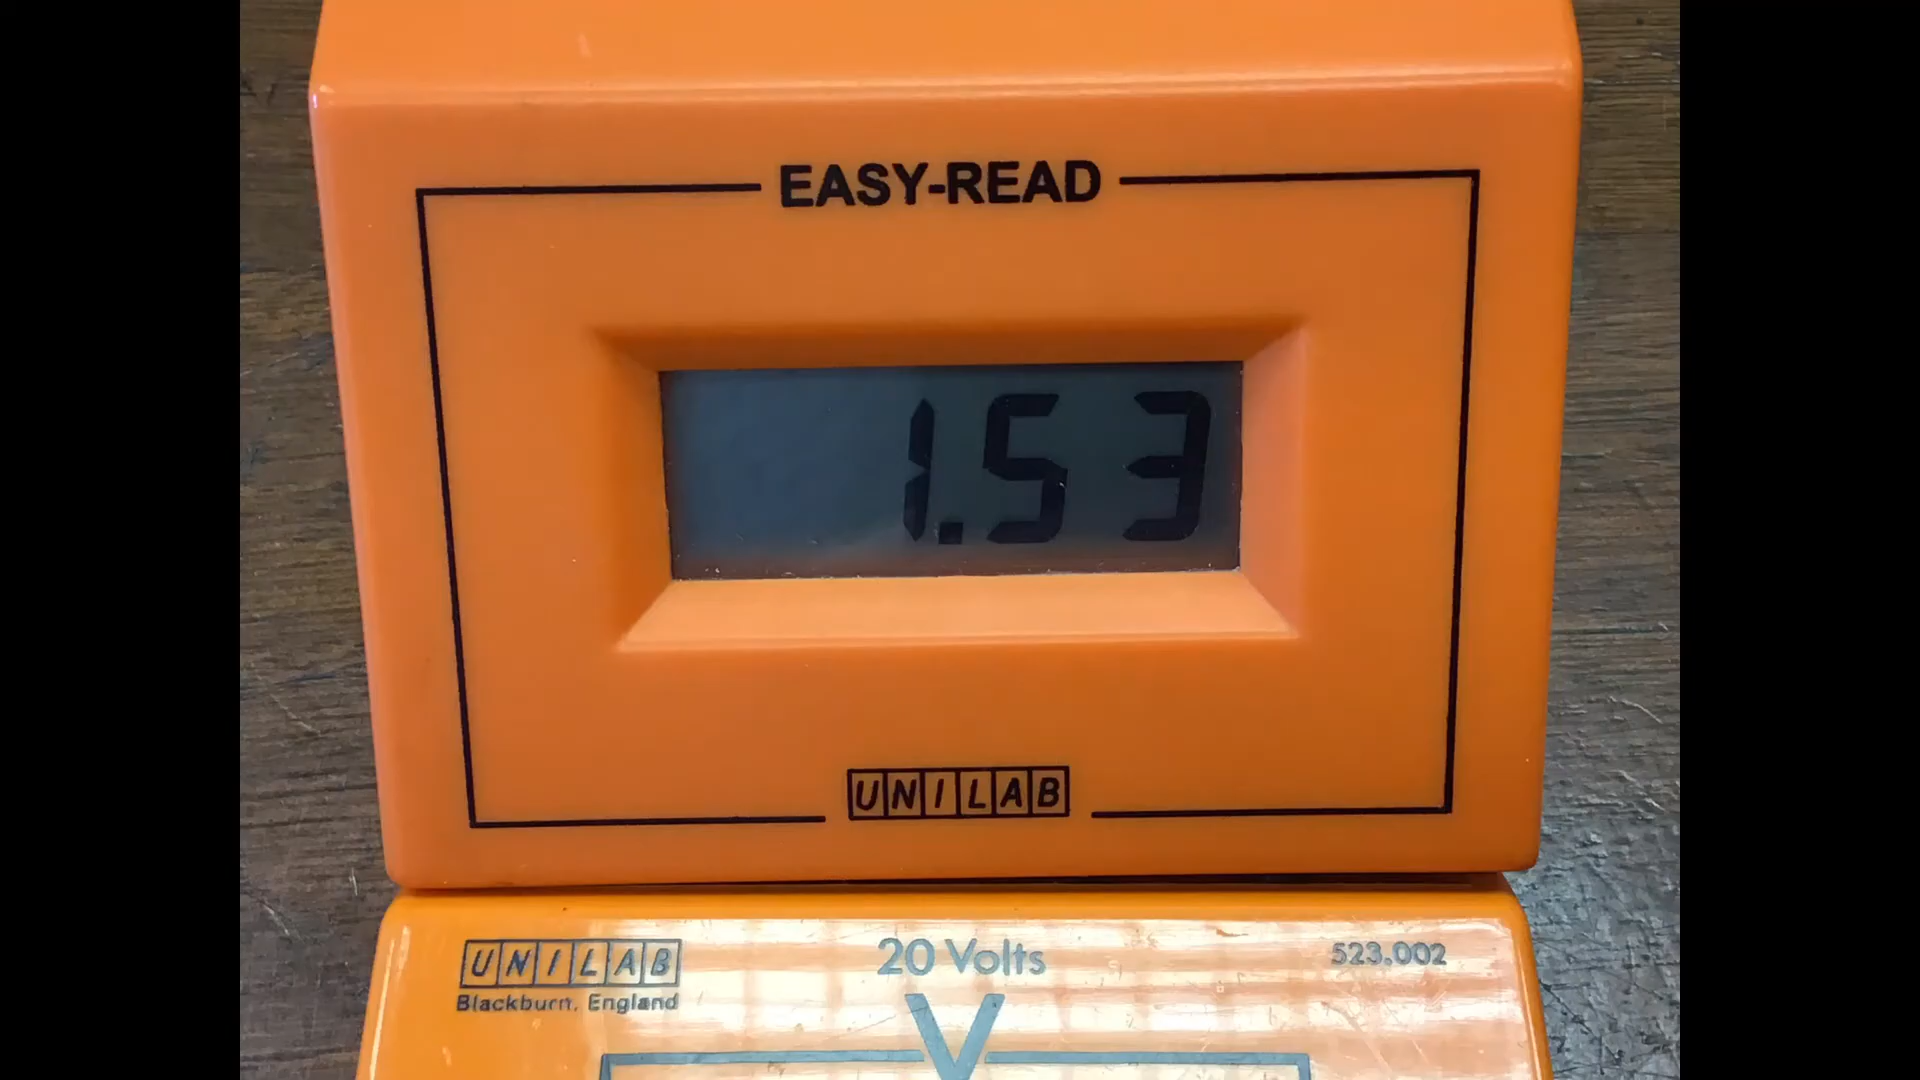 EASY-READ
1.53
UNILAB
UNILAB 20 Volts 523.002
Blackburn, England
V